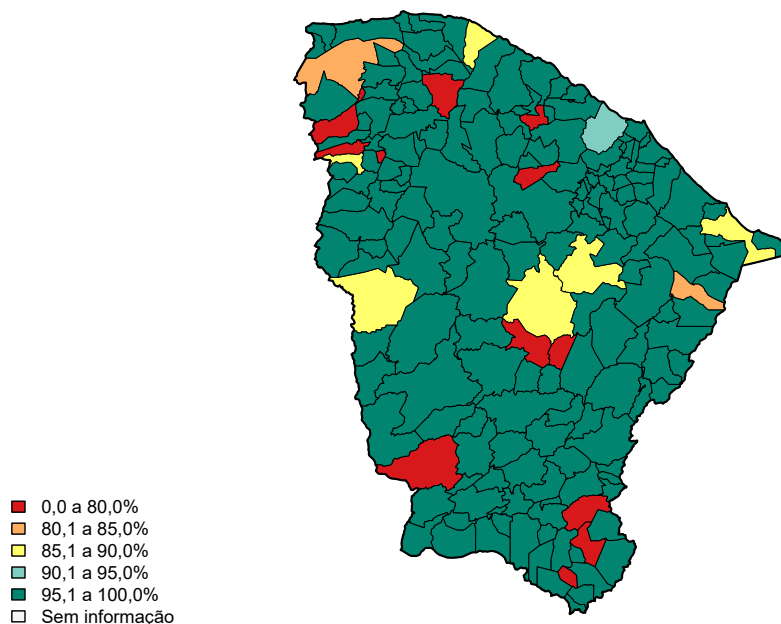 0,0 a 80,0%
80,1 a 85,0%
85,1 a 90,0%
90,1 a 95,0%
95,1 a 100,0%
Sem informação